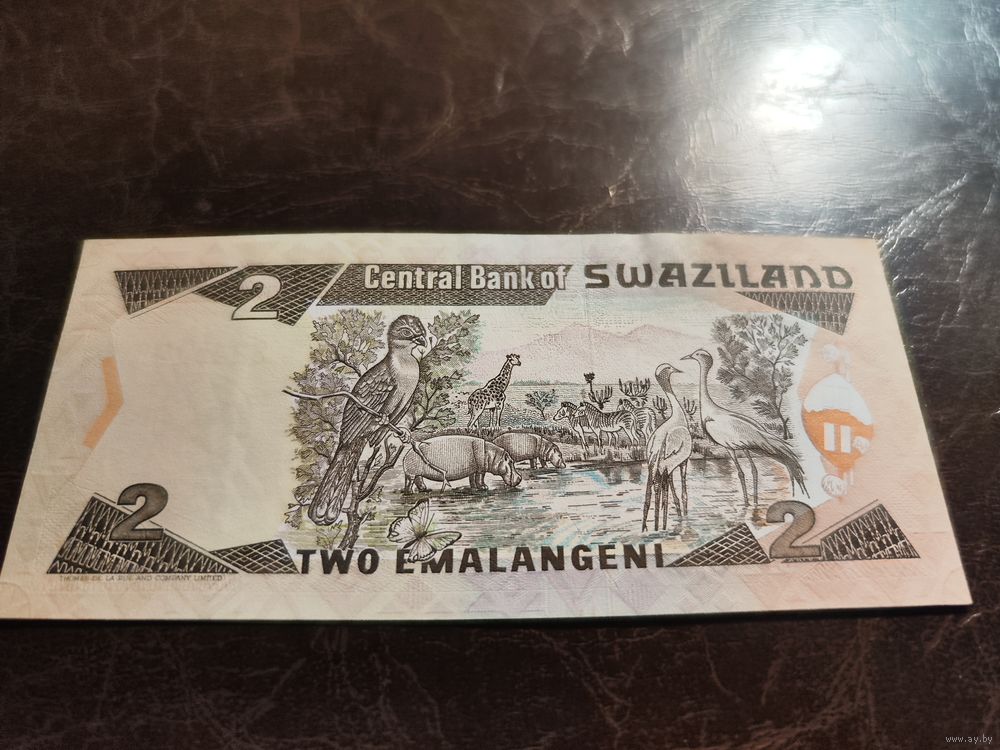 2
Central Bank of SWAZILAND
2
TWO EMALANGENI
2
THOMAS DE LA RUE AND COMPANY LIMITED
www.ay.by